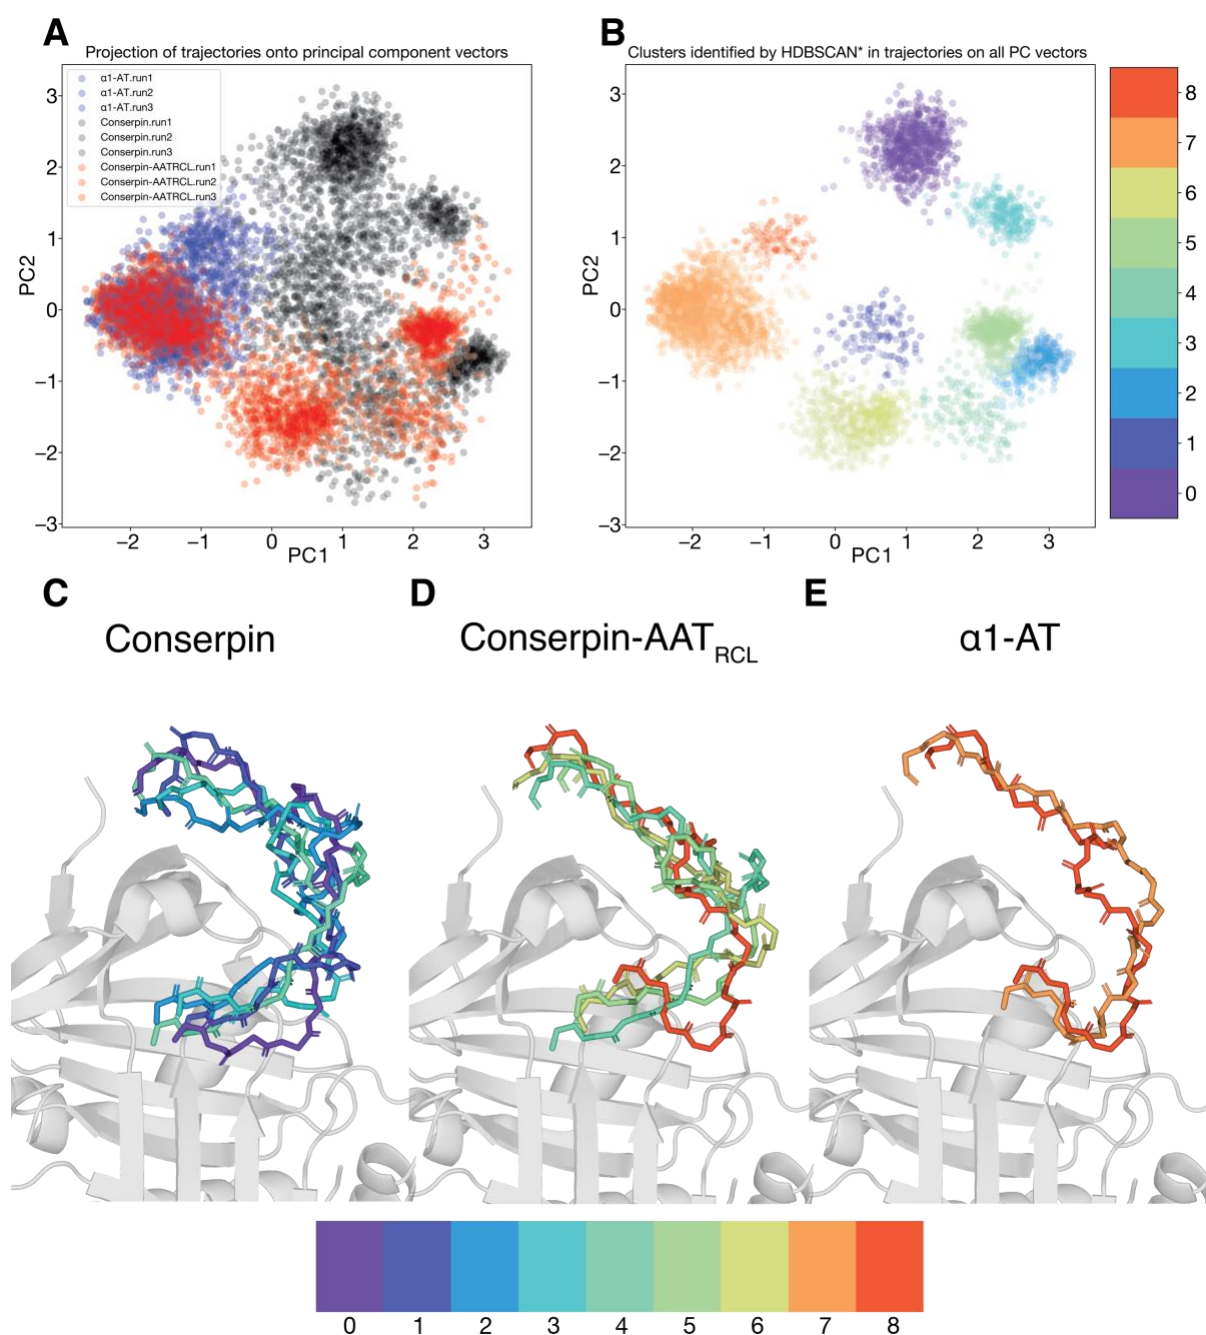 A
Projection of trajectories onto principal component vectors
α1-AT.run1
α1-AT.run2
α1-AT.run3
Conserpin.run1
Conserpin.run2
Conserpin.run3
Conserpin-AATRCL.run1
Conserpin-AATRCL.run2
Conserpin-AATRCL.run3
3
2
1
0
−1
−2
−3
PC2
−2 −1 0 1 2 3
PC1
B
Clusters identified by HDBSCAN* in trajectories on all PC vectors
3
2
1
0
−1
−2
−3
PC2
−2 −1 0 1 2 3
PC1
8
7
6
5
4
3
2
1
0
C
Conserpin
D
Conserpin-AAT RCL
E
α1-AT
0 1 2 3 4 5 6 7 8